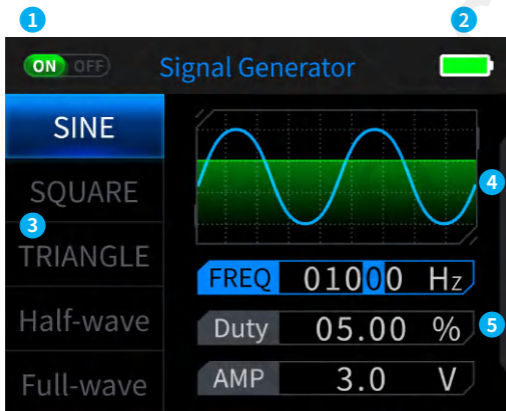 1 2
ON OFF Signal Generator
SINE
SQUARE
3
TRIANGLE
Half-wave
Full-wave
4
FREQ 01000 Hz
Duty 05.00 % 5
AMP 3.0 V